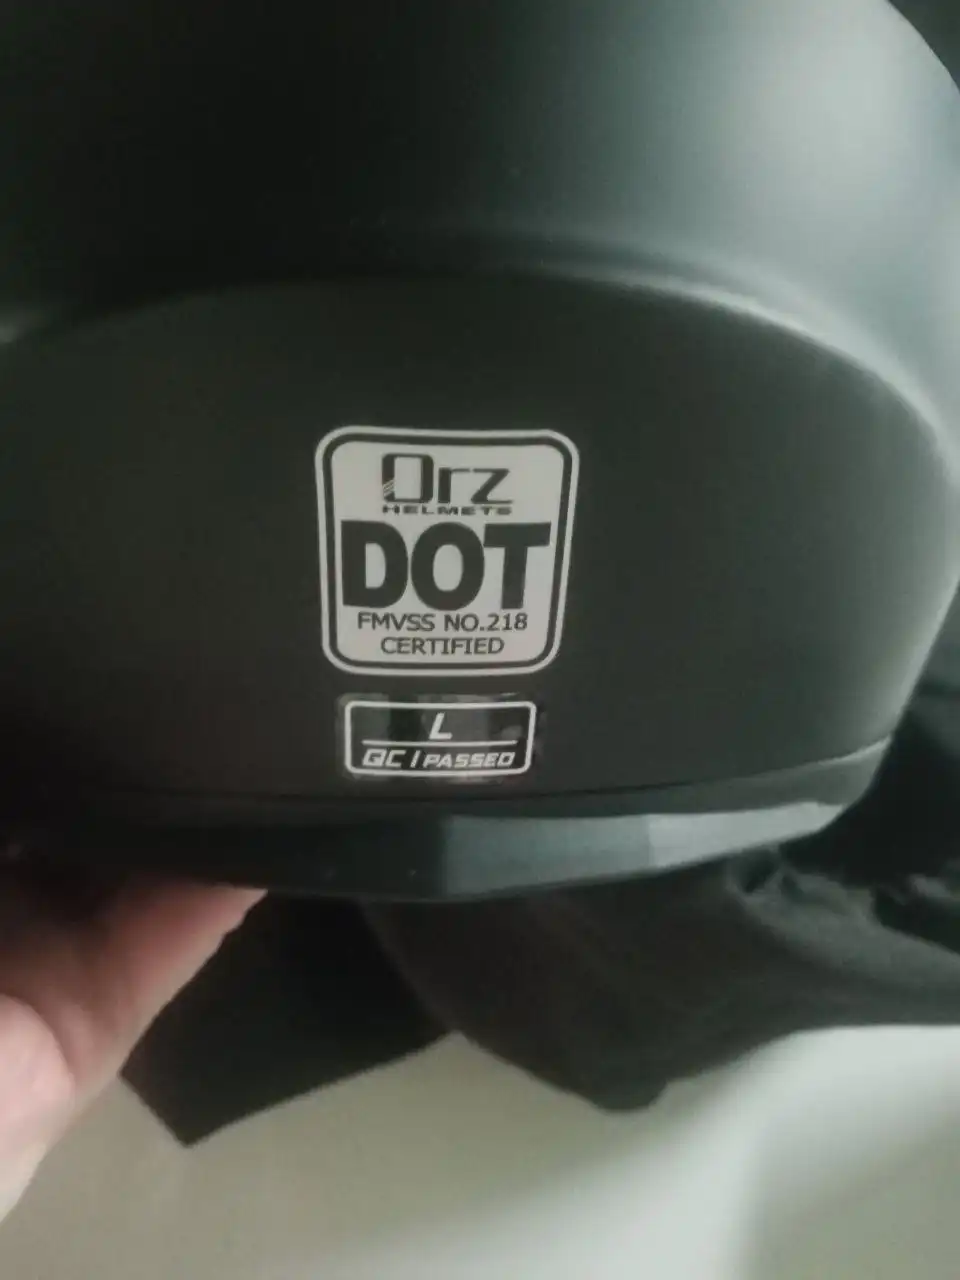 Orz
HELMETS
DOT
FMVSS NO.218
CERTIFIED
L
QC / PASSED